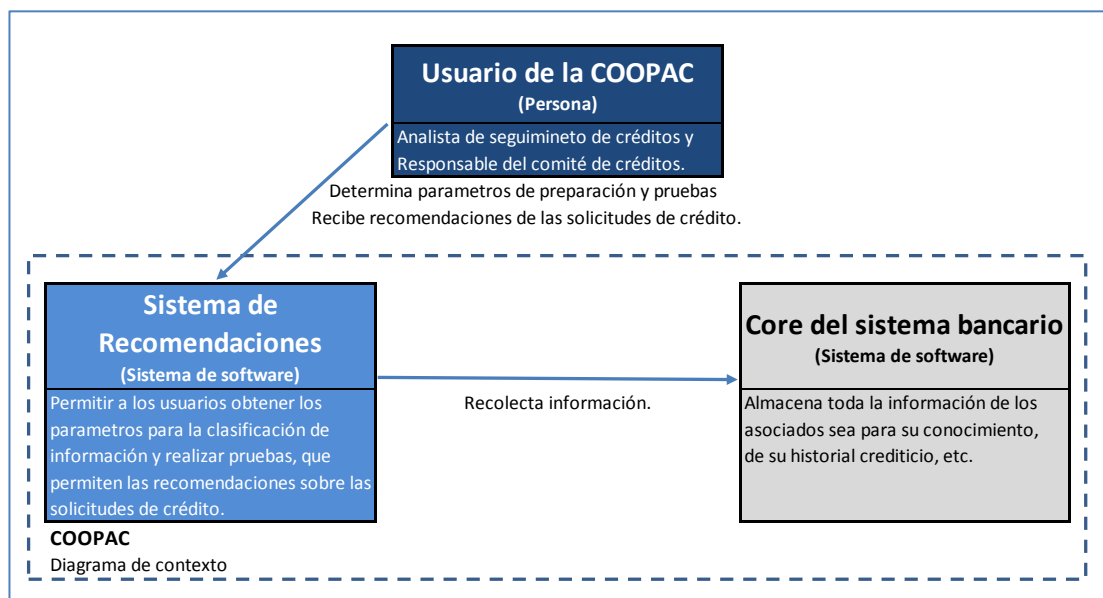 Usuario de la COOPAC
(Persona)
Analista de seguimineto de créditos y
Responsable del comité de créditos.
Determina parametros de preparación y pruebas
Recibe recomendaciones de las solicitudes de crédito.
Sistema de
Recomendaciones
(Sistema de software)
Permitir a los usuarios obtener los
parametros para la clasificación de
información y realizar pruebas, que
permiten las recomendaciones sobre las
solicitudes de crédito.
Recolecta información.
Core del sistema bancario
(Sistema de software)
Almacena toda la información de los
asociados sea para su conocimiento,
de su historial crediticio, etc.
COOPAC
Diagrama de contexto